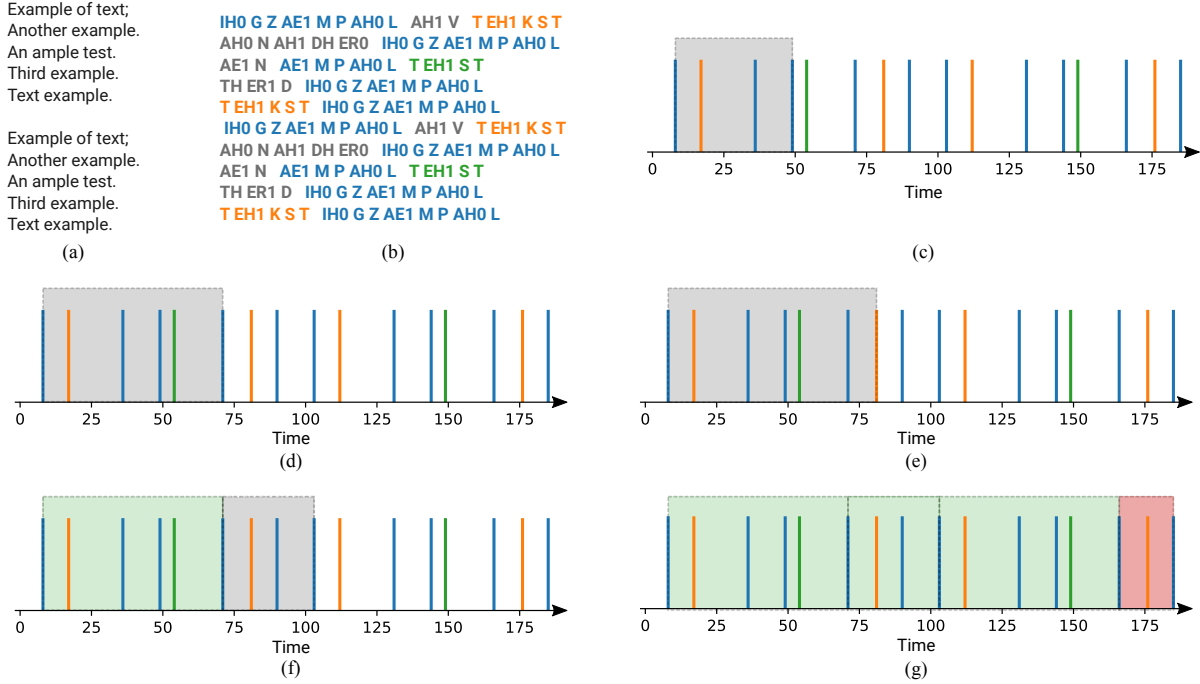 Example of text;
Another example.
An ample test.
Third example.
Text example.
Example of text;
Another example.
An ample test.
Third example.
Text example.
(a)
IH0 G Z AE1 M P AH0 L AH1 V T EH1 K S T
AH0 N AH1 DH ER0 IH0 G Z AE1 M P AH0 L
AE1 N AE1 M P AH0 L T EH1 S T
TH ER1 D IH0 G Z AE1 M P AH0 L
T EH1 K S T IH0 G Z AE1 M P AH0 L
IH0 G Z AE1 M P AH0 L AH1 V T EH1 K S T
AH0 N AH1 DH ER0 IH0 G Z AE1 M P AH0 L
AE1 N AE1 M P AH0 L T EH1 S T
TH ER1 D IH0 G Z AE1 M P AH0 L
T EH1 K S T IH0 G Z AE1 M P AH0 L
(b)
0 25 50 75 100 125 150 175
Time
(c)
0 25 50 75 100 125 150 175
Time
(d)
0 25 50 75 100 125 150 175
Time
(e)
0 25 50 75 100 125 150 175
Time
(f)
0 25 50 75 100 125 150 175
Time
(g)